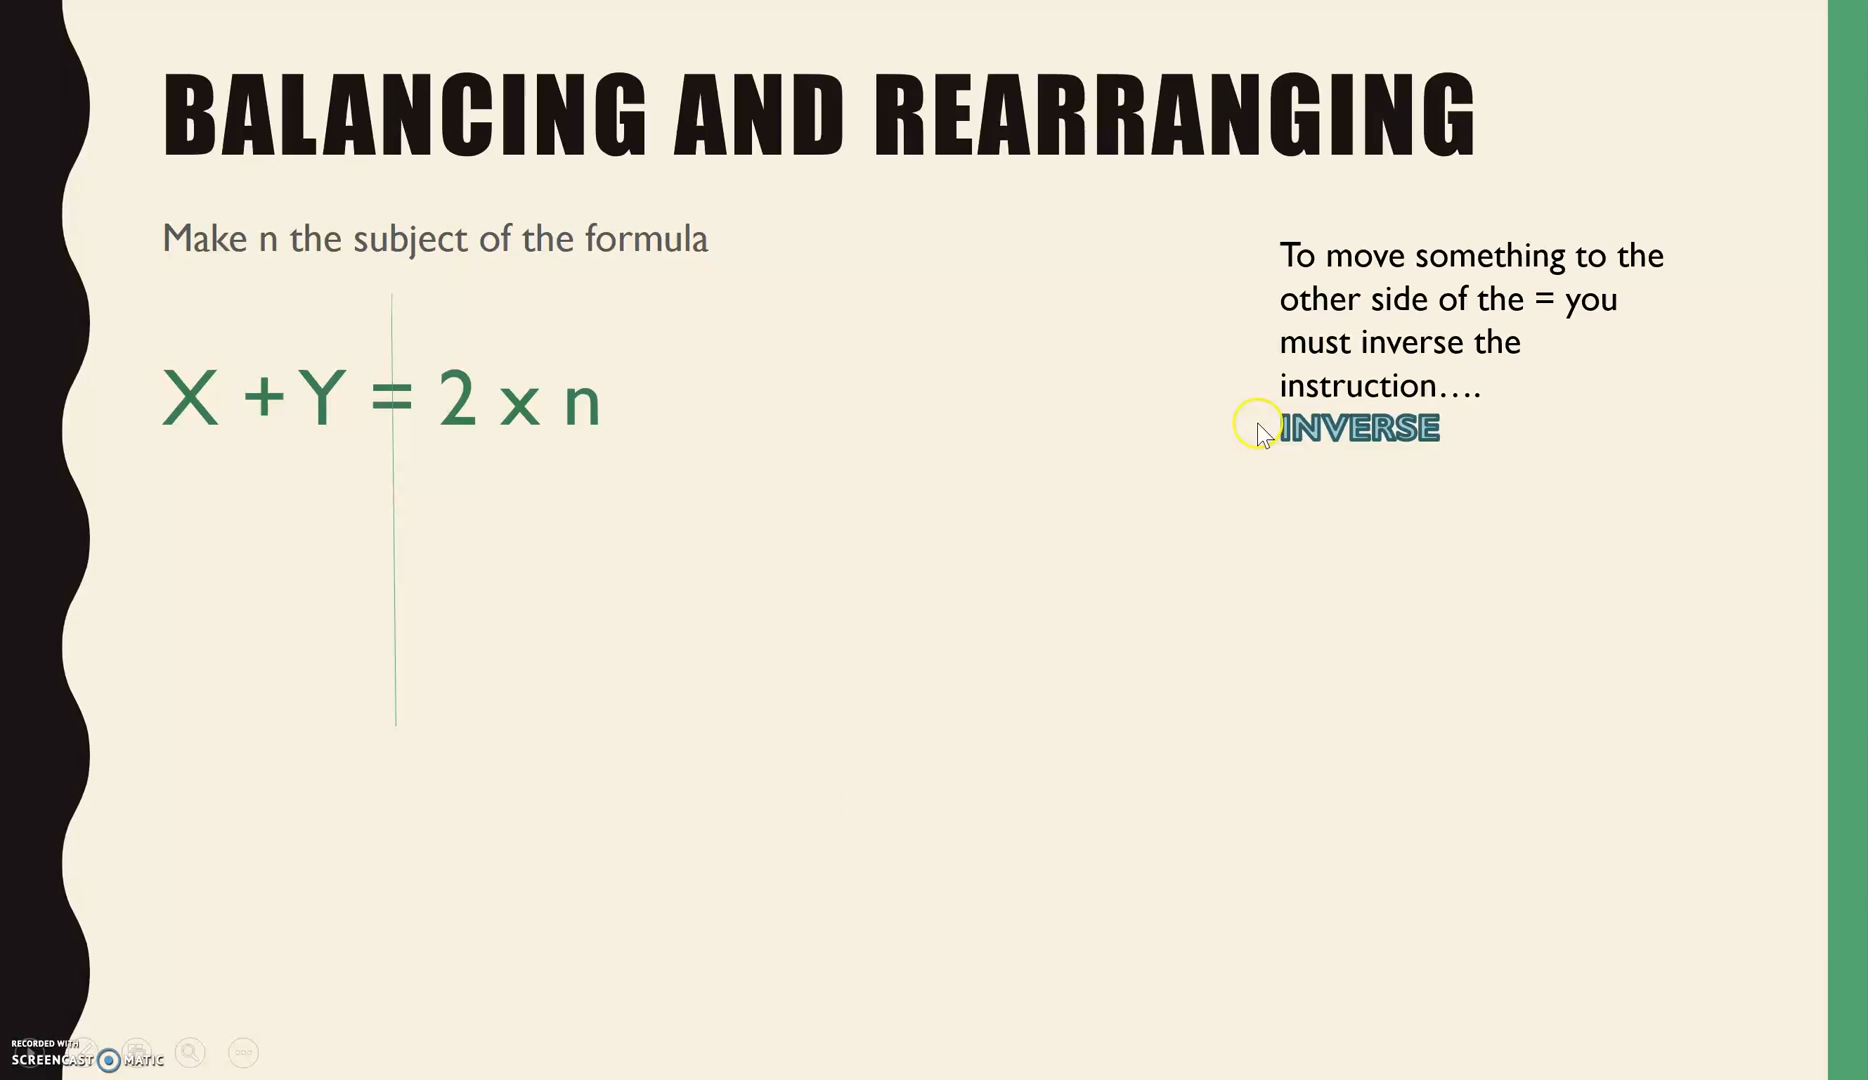 BALANCING AND REARRANGING
Make n the subject of the formula
X + Y = 2 x n
To move something to the
other side of the = you
must inverse the
instruction….
INVERSE
RECORDED WITH
SCREENCAST MATIC